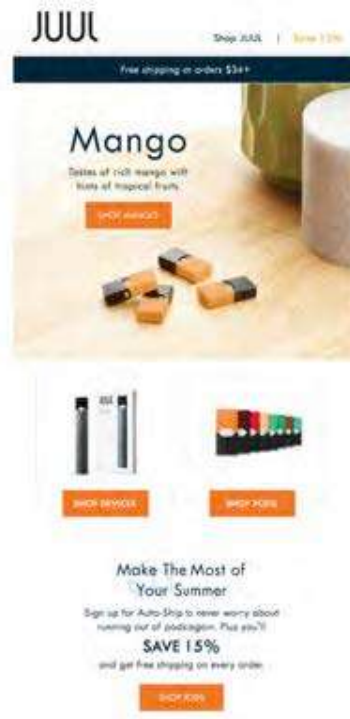 JUUL
Shop JUUL | Save 15%
Free shipping on orders $34+
Mango
Tastes of rich mango with
hints of tropical fruits.
SHOP MANGO
SHOP DEVICES
SHOP PODS
Make The Most of
Your Summer
Sign up for Auto-Ship to never worry about
running out of podsagain. Plus you'll
SAVE 15%
and get free shipping on every order.
SHOP NOW